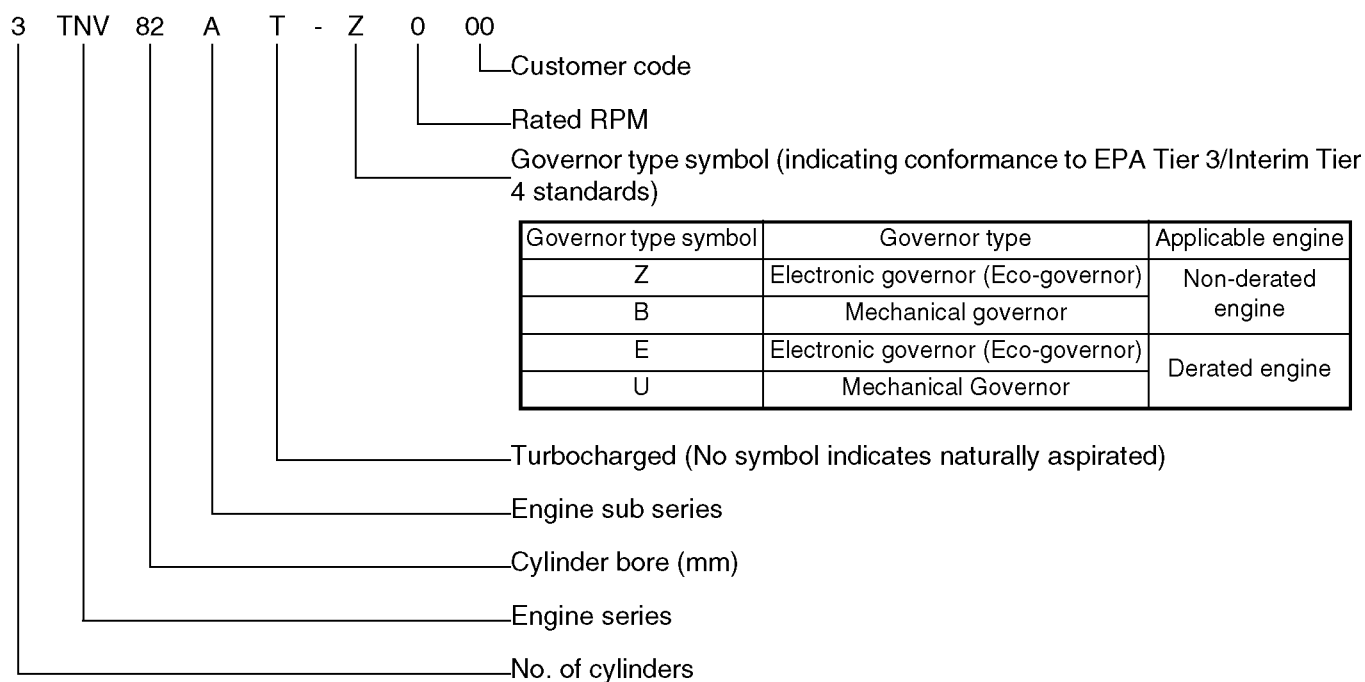 3 TNV 82 A T - Z 0 00
Customer code
Rated RPM
Governor type symbol (indicating conformance to EPA Tier 3/Interim Tier
4 standards)
Governor type symbol Governor type Applicable engine
Z Electronic governor (Eco-governor) Non-derated
engine
B Mechanical governor
E Electronic governor (Eco-governor) Derated engine
U Mechanical Governor
Turbocharged (No symbol indicates naturally aspirated)
Engine sub series
Cylinder bore (mm)
Engine series
No. of cylinders